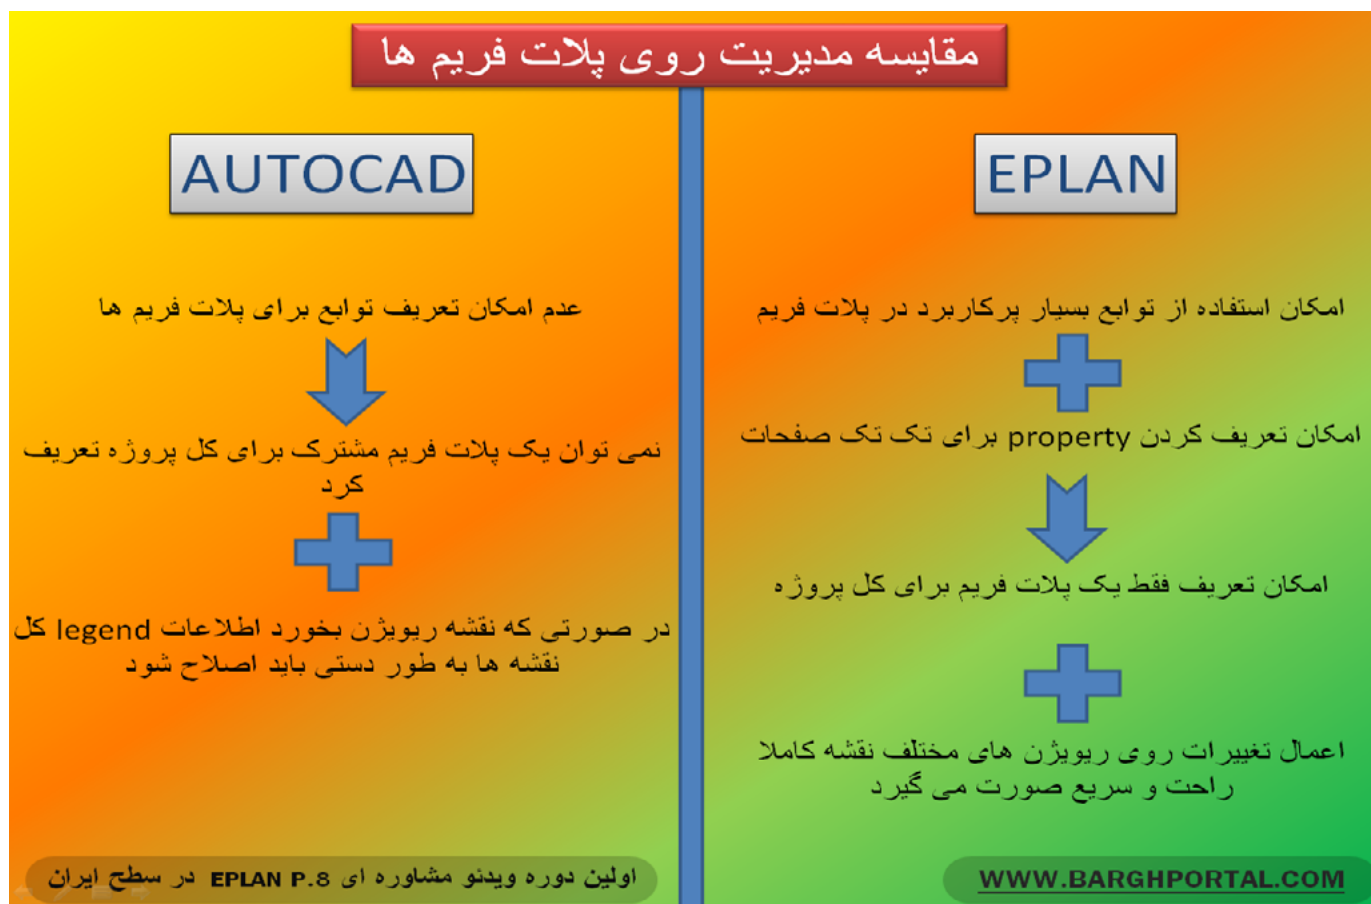 مقایسه مدیریت روی پلات فریم ها
EPLAN
امکان استفاده از توابع بسیار پرکاربرد در پلات فریم
امکان تعریف کردن property برای تک تک صفحات
امکان تعریف فقط یک پلات فریم برای کل پروژه
اعمال تغییرات روی ریویژن های مختلف نقشه کاملا
راحت و سریع صورت می گیرد
WWW.BARGHPORTAL.COM
AUTOCAD
عدم امکان تعریف توابع برای پلات فریم ها
نمی توان یک پلات فریم مشترک برای کل پروژه تعریف
کرد
در صورتی که نقشه ریویژن بخورد اطلاعات legend کل
نقشه ها به طور دستی باید اصلاح شود
اولین دوره ویدئو مشاوره ای EPLAN P.8 در سطح ایران